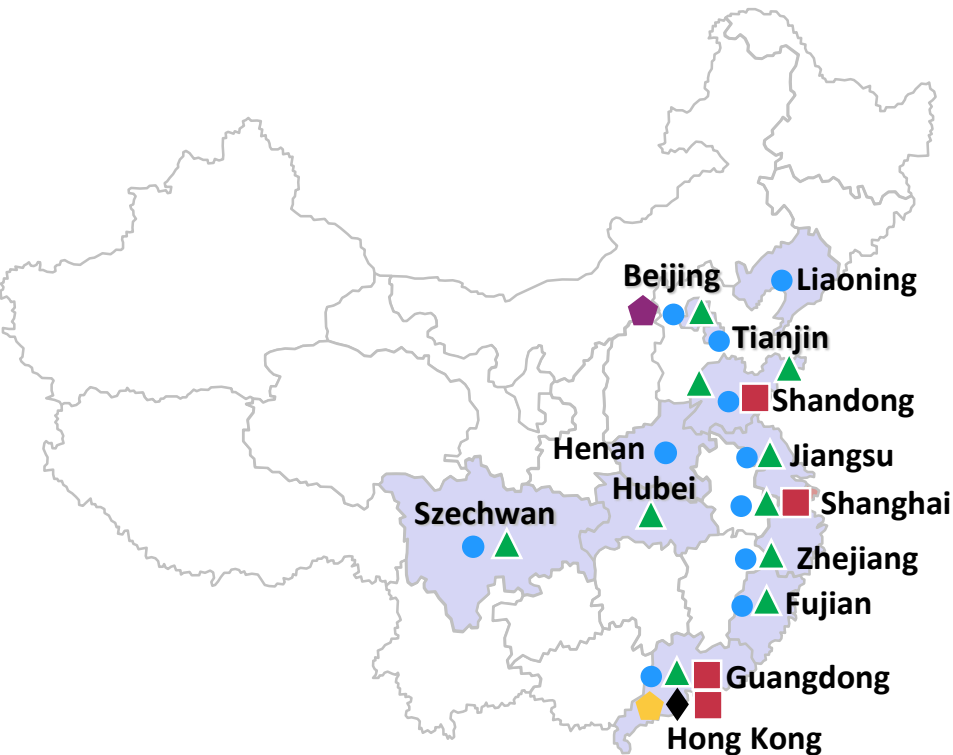 Beijing
Liaoning
Tianjin
Shandong
Henan
Jiangsu
Hubei
Szechwan
Shanghai
Zhejiang
Fujian
Guangdong
Hong Kong